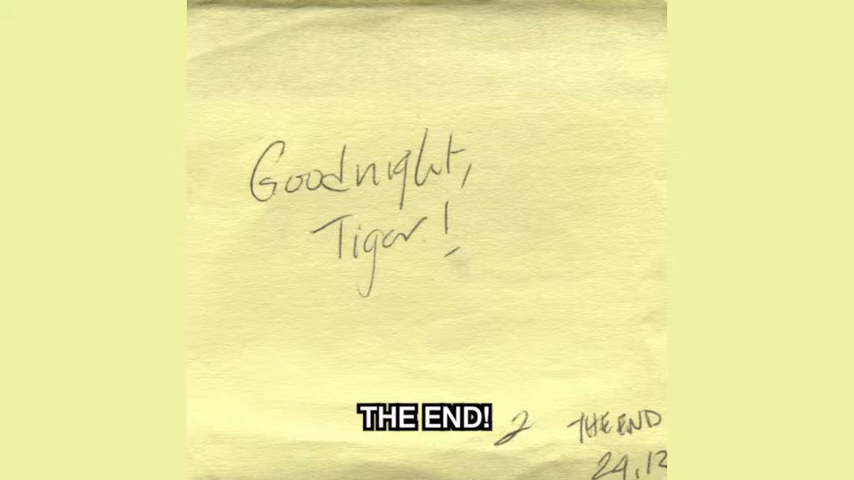 Goodnight,
Tiger!
THE END!
2 THE END
24.12